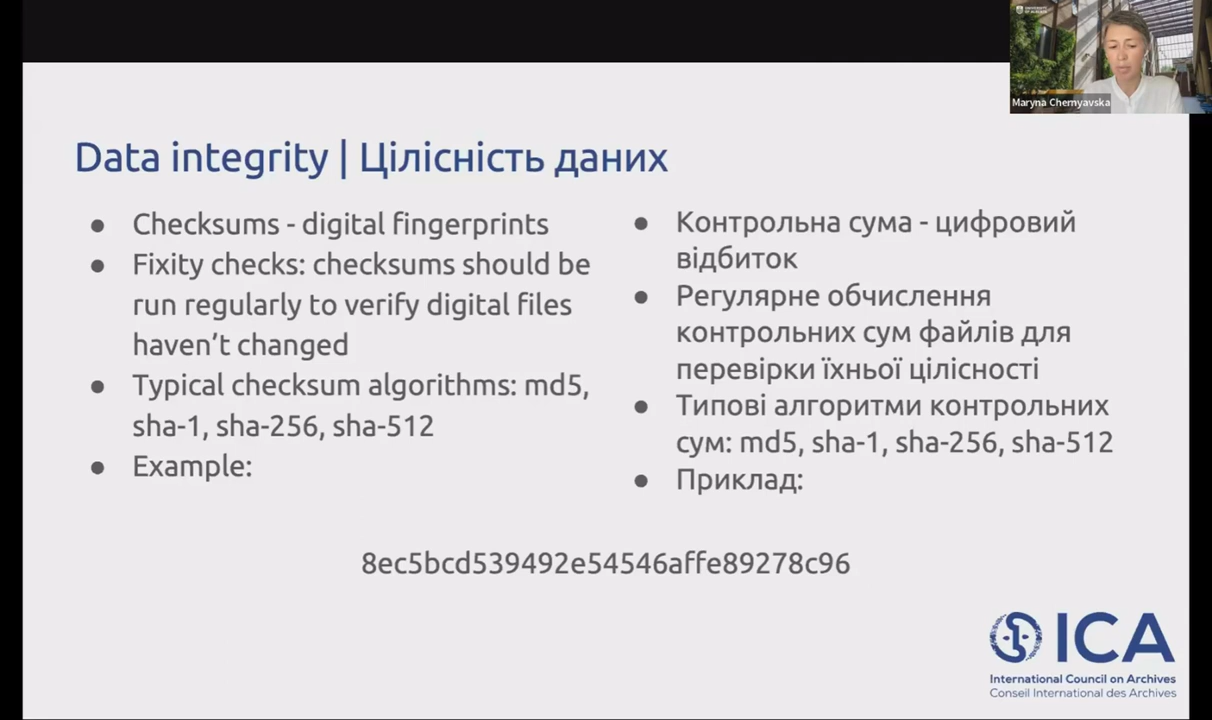 UNIVERSITY
OF ALBERTA
Maryna Chernyavska
Data integrity | Цілісність даних
● Checksums - digital fingerprints
● Fixity checks: checksums should be
run regularly to verify digital files
haven’t changed
● Typical checksum algorithms: md5,
sha-1, sha-256, sha-512
● Example:
● Контрольна сума - цифровий
відбиток
● Регулярне обчислення
контрольних сум файлів для
перевірки їхньої цілісності
● Типові алгоритми контрольних
сум: md5, sha-1, sha-256, sha-512
● Приклад:
8ec5bcd539492e54546affe89278c96
ICA
International Council on Archives
Conseil International des Archives